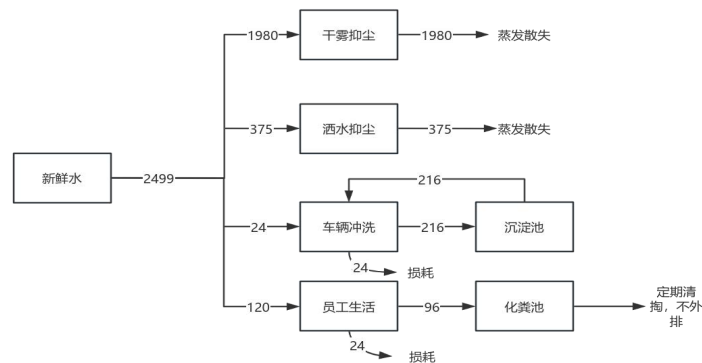 1980
干雾抑尘
1980
蒸发散失
375
洒水抑尘
375
蒸发散失
新鲜水
2499
216
24
车辆冲洗
216
沉淀池
24
损耗
120
员工生活
96
化粪池
定期清
掏，不外
排
24
损耗